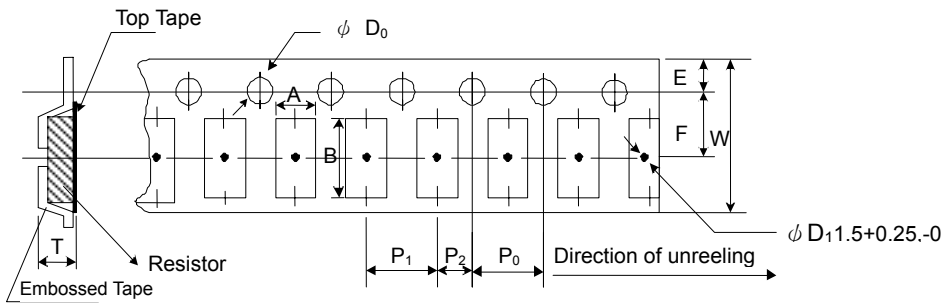 Top Tape
ϕ D₀
E
A
F
W
B
ϕ D₁1.5+0.25,-0
T
Resistor
P₁
P₂
P₀
Direction of unreeling
Embossed Tape